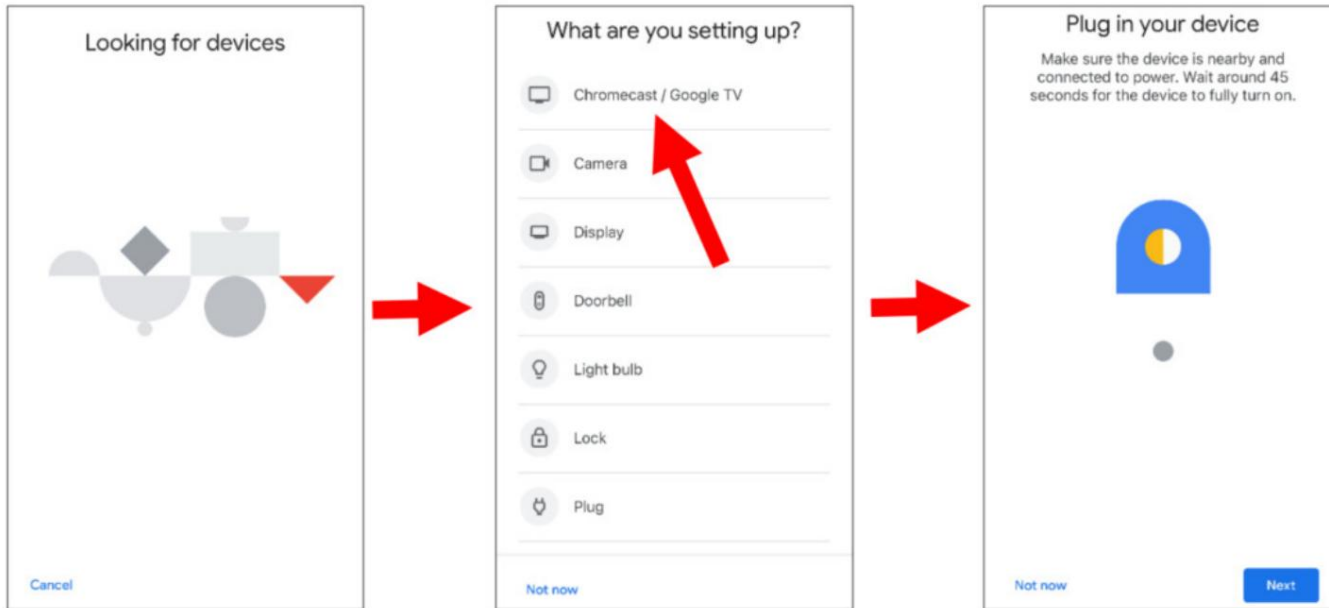 Looking for devices
Cancel
What are you setting up?
Chromecast / Google TV
Camera
Display
Doorbell
Light bulb
Lock
Plug
Not now
Plug in your device
Make sure the device is nearby and
connected to power. Wait around 45
seconds for the device to fully turn on.
Not now
Next